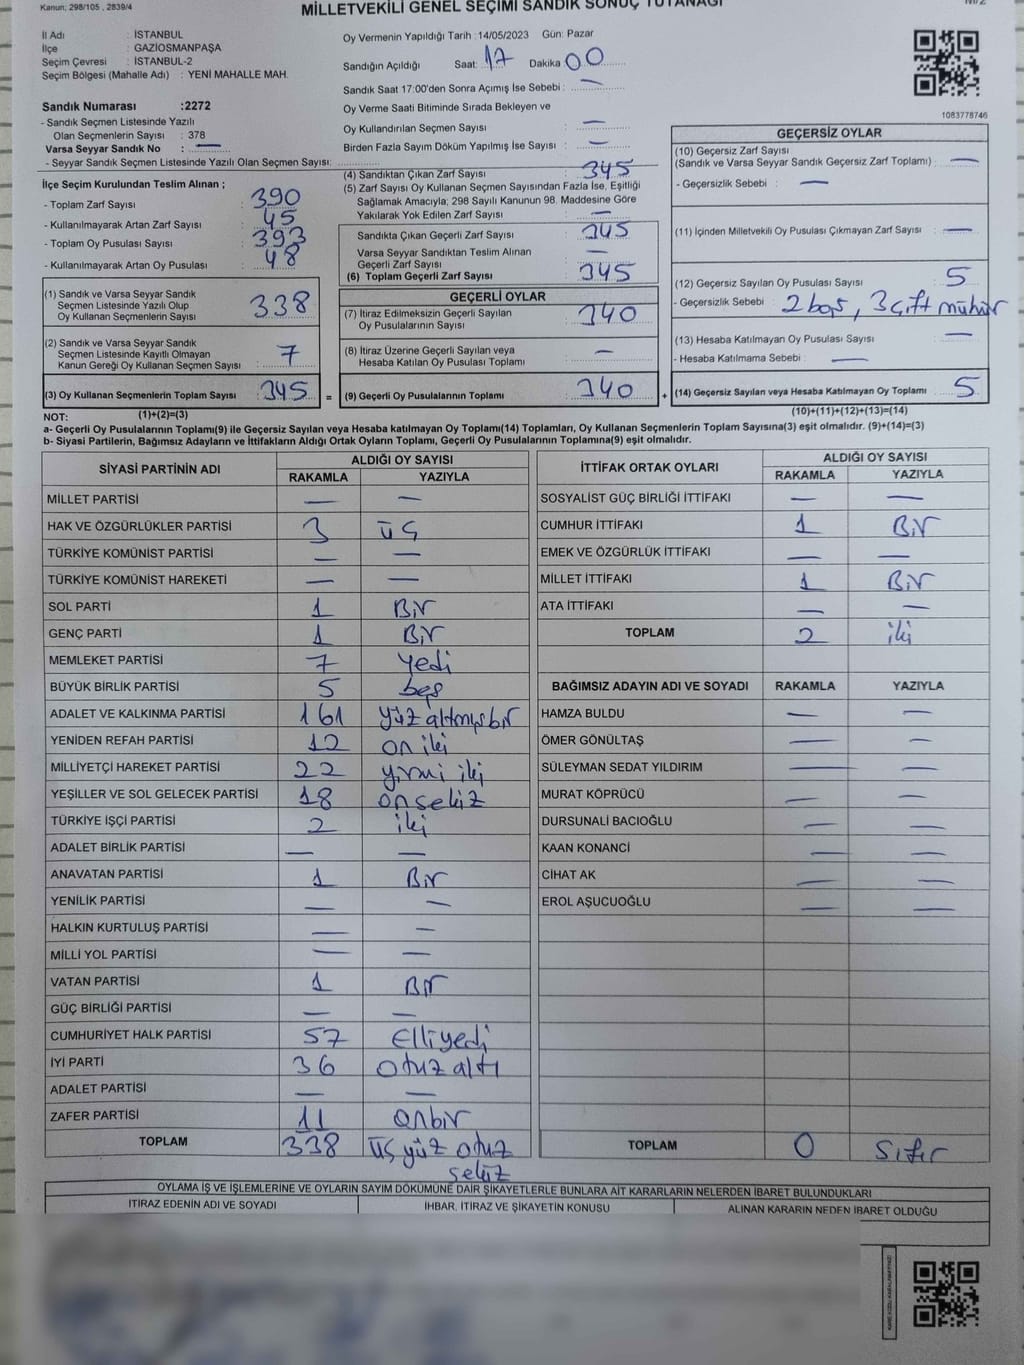 Kanun; 298/105 , 2839/4
MİLLETVEKİLİ GENEL SEÇİMİ SANDIK SONUÇ TUTANAĞI
İl Adı : İSTANBUL
İlçe : GAZİOSMANPAŞA
Seçim Çevresi : İSTANBUL-2
Seçim Bölgesi (Mahalle Adı) : YENİ MAHALLE MAH.
Sandık Numarası :2272
- Sandık Seçmen Listesinde Yazılı
Olan Seçmenlerin Sayısı : 378
Varsa Seyyar Sandık No : —
- Seyyar Sandık Seçmen Listesinde Yazılı Olan Seçmen Sayısı:
Oy Vermenin Yapıldığı Tarih : 14/05/2023 Gün: Pazar
Sandığın Açıldığı Saat: 17 Dakika 00
Sandık Saat 17:00'den Sonra Açımış İse Sebebi : —
Oy Verme Saati Bitiminde Sırada Bekleyen ve
Oy Kullandırılan Seçmen Sayısı : —
Birden Fazla Sayım Döküm Yapılmış İse Sayısı : —
1083778746
İlçe Seçim Kurulundan Teslim Alınan ;
- Toplam Zarf Sayısı : 390
- Kullanılmayarak Artan Zarf Sayısı : 45
- Toplam Oy Pusulası Sayısı : 393
- Kullanılmayarak Artan Oy Pusulası : 48
(1) Sandık ve Varsa Seyyar Sandık
Seçmen Listesinde Yazılı Olup
Oy Kullanan Seçmenlerin Sayısı : 338
(2) Sandık ve Varsa Seyyar Sandık
Seçmen Listesinde Kayıtlı Olmayan
Kanun Gereği Oy Kullanan Seçmen Sayısı : 7
(3) Oy Kullanan Seçmenlerin Toplam Sayısı : 345 =
(4) Sandıktan Çıkan Zarf Sayısı : 345
(5) Zarf Sayısı Oy Kullanan Seçmen Sayısından Fazla İse, Eşitliği
Sağlamak Amacıyla; 298 Sayılı Kanunun 98. Maddesine Göre
Yakılarak Yok Edilen Zarf Sayısı : —
Sandıkta Çıkan Geçerli Zarf Sayısı : 345
Varsa Seyyar Sandıktan Teslim Alınan
Geçerli Zarf Sayısı : —
(6) Toplam Geçerli Zarf Sayısı : 345
GEÇERLİ OYLAR
(7) İtiraz Edilmeksizin Geçerli Sayılan
Oy Pusulalarının Sayısı : 340
(8) İtiraz Üzerine Geçerli Sayılan veya
Hesaba Katılan Oy Pusulası Toplamı : —
(9) Geçerli Oy Pusulalarının Toplamı : 340 +
GEÇERSİZ OYLAR
(10) Geçersiz Zarf Sayısı
(Sandık ve Varsa Seyyar Sandık Geçersiz Zarf Toplamı) : —
- Geçersizlik Sebebi : —
(11) İçinden Milletvekili Oy Pusulası Çıkmayan Zarf Sayısı : —
(12) Geçersiz Sayılan Oy Pusulası Sayısı : 5
- Geçersizlik Sebebi : 2 boş, 3 çift mühür
(13) Hesaba Katılmayan Oy Pusulası Sayısı : —
- Hesaba Katılmama Sebebi : —
(14) Geçersiz Sayılan veya Hesaba Katılmayan Oy Toplamı : 5
NOT: (1)+(2)=(3) (10)+(11)+(12)+(13)=(14)
a- Geçerli Oy Pusulasının Toplamı(9) ile Geçersiz Sayılan veya Hesaba katılmayan Oy Toplamı(14) Toplamları, Oy Kullanan Seçmenlerin Toplam Sayısına(3) eşit olmalıdır. (9)+(14)=(3)
b- Siyasi Partilerin, Bağımsız Adayların ve İttifakların Aldığı Ortak Oyların Toplamı, Geçerli Oy Pusulalarının Toplamına(9) eşit olmalıdır.
SİYASİ PARTİNİN ADI ALDIĞI OY SAYISI
RAKAMLA YAZIYLA
MİLLET PARTİSİ — —
HAK VE ÖZGÜRLÜKLER PARTİSİ 3 üç
TÜRKİYE KOMÜNİST PARTİSİ — —
TÜRKİYE KOMÜNİST HAREKETİ — —
SOL PARTİ 1 Bir
GENÇ PARTİ 1 Bir
MEMLEKET PARTİSİ 7 yedi
BÜYÜK BİRLİK PARTİSİ 5 beş
ADALET VE KALKINMA PARTİSİ 161 yüz altmış bir
YENİDEN REFAH PARTİSİ 12 on iki
MİLLİYETÇİ HAREKET PARTİSİ 22 yirmi iki
YEŞİLLER VE SOL GELECEK PARTİSİ 18 onsekiz
TÜRKİYE İŞÇİ PARTİSİ 2 iki
ADALET BİRLİK PARTİSİ — —
ANAVATAN PARTİSİ 1 Bir
YENİLİK PARTİSİ — —
HALKIN KURTULUŞ PARTİSİ — —
MİLLİ YOL PARTİSİ — —
VATAN PARTİSİ 1 Bir
GÜÇ BİRLİĞİ PARTİSİ — —
CUMHURİYET HALK PARTİSİ 57 Elliyedi
İYİ PARTİ 36 otuz altı
ADALET PARTİSİ — —
ZAFER PARTİSİ 11 onbir
TOPLAM 338 üç yüz otuz
sekiz
İTTİFAK ORTAK OYLARI ALDIĞI OY SAYISI
RAKAMLA YAZIYLA
SOSYALİST GÜÇ BİRLİĞİ İTTİFAKI — —
CUMHUR İTTİFAKI 1 Bir
EMEK VE ÖZGÜRLÜK İTTİFAKI — —
MİLLET İTTİFAKI 1 Bir
ATA İTTİFAKI — —
TOPLAM 2 iki
BAĞIMSIZ ADAYIN ADI VE SOYADI RAKAMLA YAZIYLA
HAMZA BULDU — —
ÖMER GÖNÜLTAŞ — —
SÜLEYMAN SEDAT YILDIRIM — —
MURAT KÖPRÜCÜ — —
DURSUNALİ BACIOĞLU — —
KAAN KONANCİ — —
CİHAT AK — —
EROL AŞUCUOĞLU — —
TOPLAM 0 Sıfır
OYLAMA İŞ VE İŞLEMLERİNE VE OYLARIN SAYIM DÖKÜMÜNE DAİR ŞİKAYETLERLE BUNLARA AİT KARARLARIN NELERDEN İBARET BULUNDUKLARI
İTİRAZ EDENİN ADI VE SOYADI İHBAR, İTİRAZ VE ŞİKAYETİN KONUSU ALINAN KARARIN NEDEN İBARET OLDUĞU